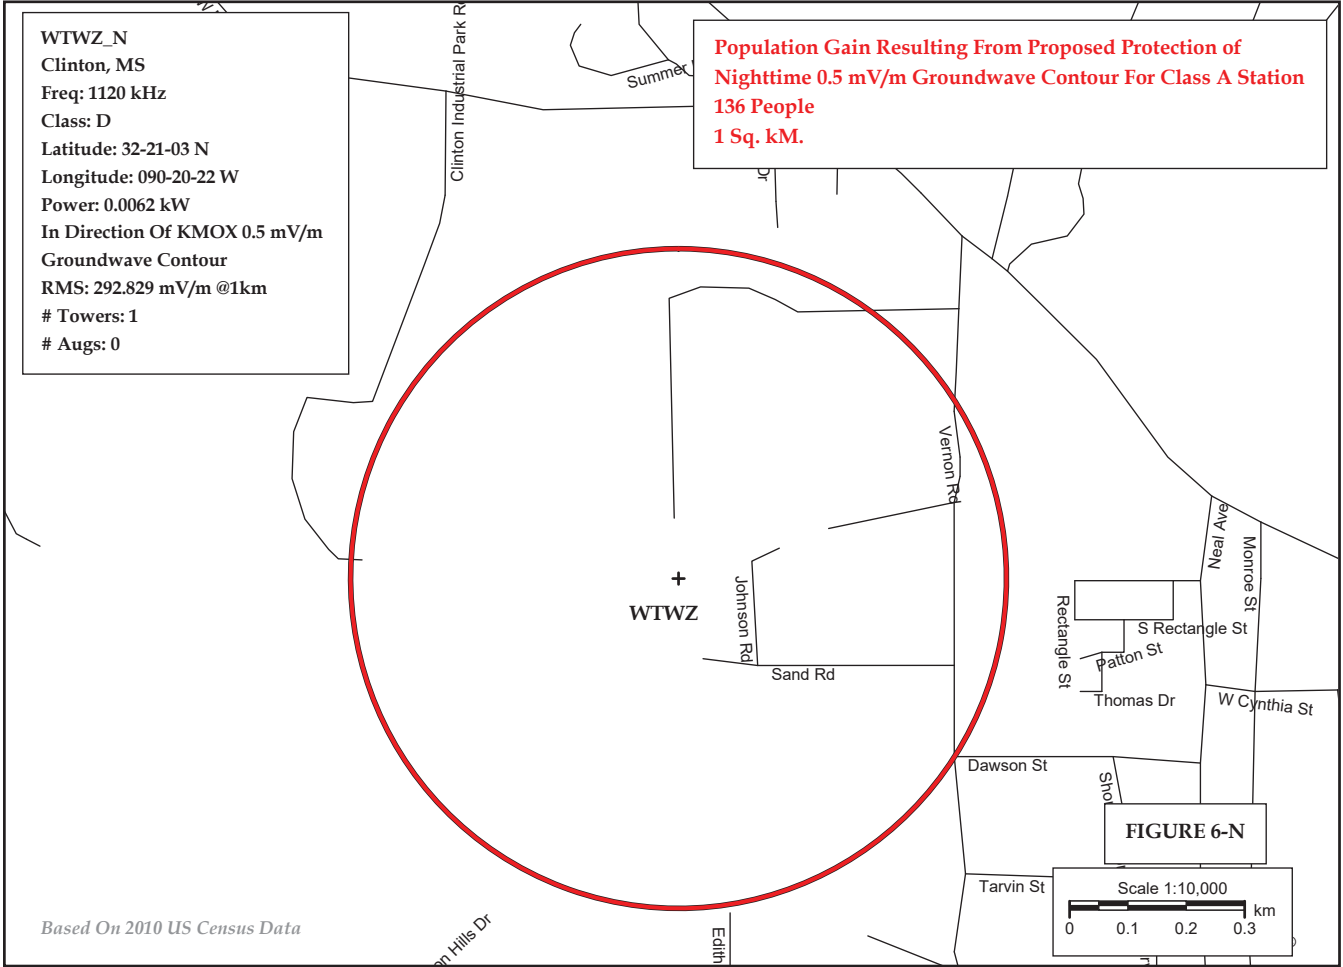 WTWZ_N
Clinton, MS
Freq: 1120 kHz
Class: D
Latitude: 32-21-03 N
Longitude: 090-20-22 W
Power: 0.0062 kW
In Direction Of KMOX 0.5 mV/m
Groundwave Contour
RMS: 292.829 mV/m @1km
# Towers: 1
# Augs: 0
Clinton Industrial Park R
Summer
Population Gain Resulting From Proposed Protection of
Nighttime 0.5 mV/m Groundwave Contour For Class A Station
136 People
1 Sq. kM.
Dr
Vernon Rd
WTWZ
Johnson Rd
Sand Rd
Neal Ave
Monroe St
Rectangle St
S Rectangle St
Patton St
Thomas Dr
W Cynthia St
Dawson St
Sho
FIGURE 6-N
Tarvin St
Scale 1:10,000
km
0 0.1 0.2 0.3
Based On 2010 US Census Data
on Hills Dr
Edith